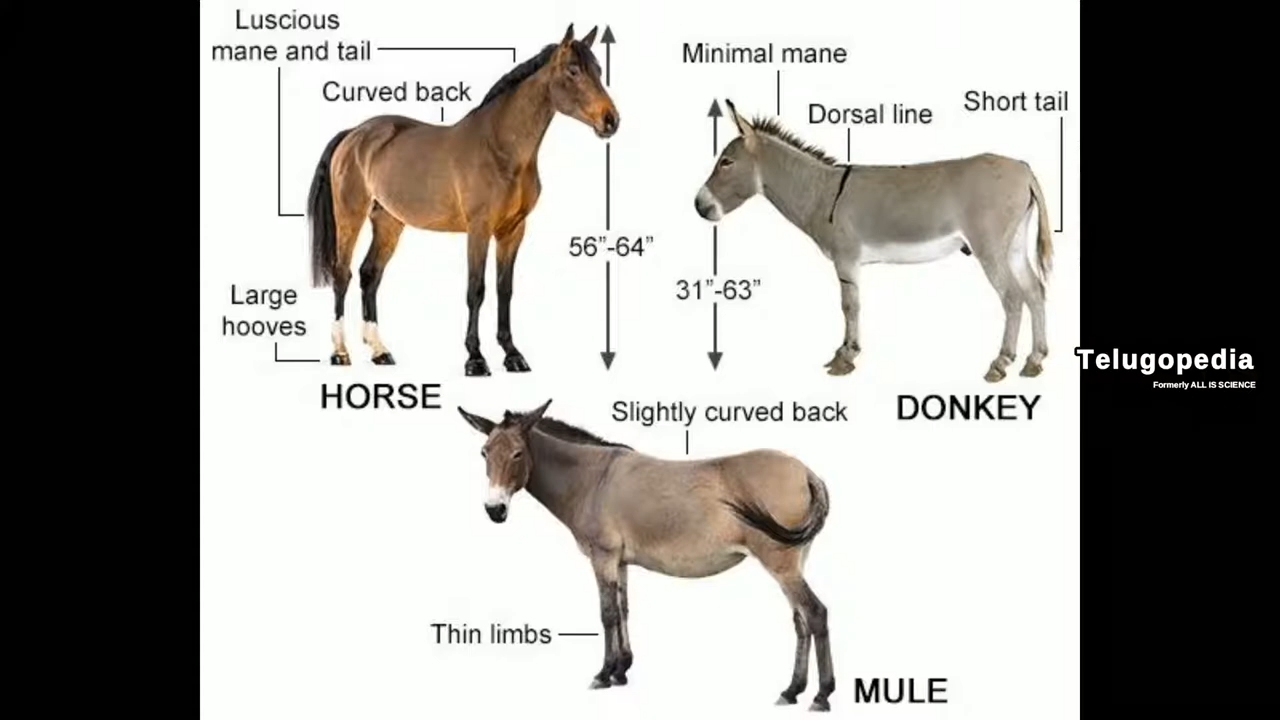 Luscious
mane and tail
Curved back
56”-64”
Large
hooves
HORSE
Minimal mane
Dorsal line
Short tail
31”-63”
DONKEY
Telugopedia
Formerly ALL IS SCIENCE
Slightly curved back
Thin limbs
MULE